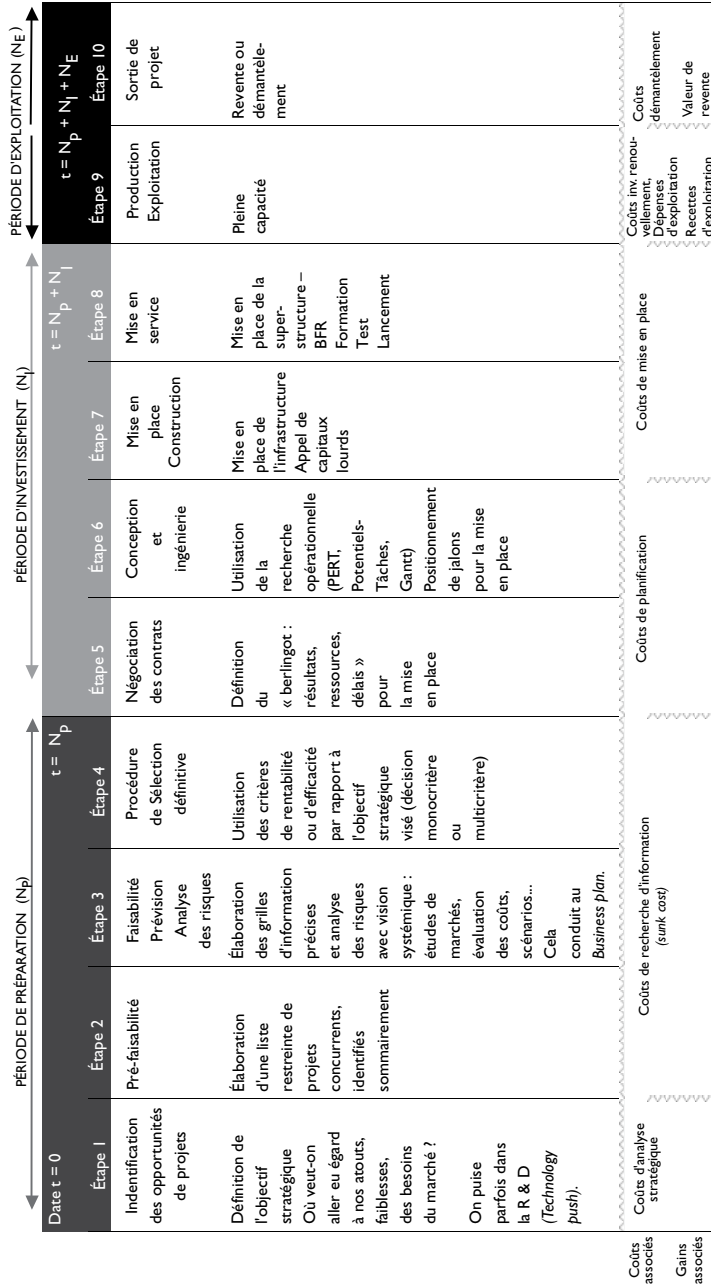 PÉRIODE DE PRÉPARATION (Np)
PÉRIODE D'INVESTISSEMENT (NI)
PÉRIODE D'EXPLOITATION (NE)
Date t = 0
t = Np
t = Np + NI
t = Np + NI + NE
Étape 1
Étape 2
Étape 3
Étape 4
Étape 5
Étape 6
Étape 7
Étape 8
Étape 9
Étape 10
Indentification
des opportunités
de projets
Pré-faisabilité
Faisabilité
Prévision
Analyse
des risques
Procédure
de Sélection
définitive
Négociation
des contrats
Conception
et
ingénierie
Mise en
place
Construction
Mise en
service
Production
Exploitation
Sortie de
projet
Définition de
l'objectif
stratégique
Où veut-on
aller eu égard
à nos atouts,
faiblesses,
des besoins
du marché ?
On puise
parfois dans
la R & D
(Technology
push).
Élaboration
d'une liste
restreinte de
projets
concurrents,
identifiés
sommairement
Élaboration
des grilles
d'information
précises
et analyse
des risques
avec vision
systémique :
études de
marchés,
évaluation
des coûts,
scénarios...
Cela
conduit au
Business plan.
Utilisation
des critères
de rentabilité
ou d'efficacité
par rapport à
l'objectif
stratégique
visé (décision
monocritère
ou
multicritère)
Définition
du
« berlingot :
résultats,
ressources,
délais »
pour
la mise
en place
Utilisation
de la
recherche
opérationnelle
(PERT,
Potentiels-
Tâches,
Gantt)
Positionnement
de jalons
pour la mise
en place
Mise en
place de
l'infrastructure
Appel de
capitaux
lourds
Mise en
place de la
super-
structure –
BFR
Formation
Test
Lancement
Pleine
capacité
Revente ou
démantèle-
ment
Coûts
associés
Coûts d'analyse
stratégique
Coûts de recherche d'information
(sunk cost)
Coûts de planification
Coûts de mise en place
Coûts inv. renou-
vellement,
Dépenses
d'exploitation
Coûts
démantèlement
Gains
associés
Recettes
d'exploitation
Valeur de
revente